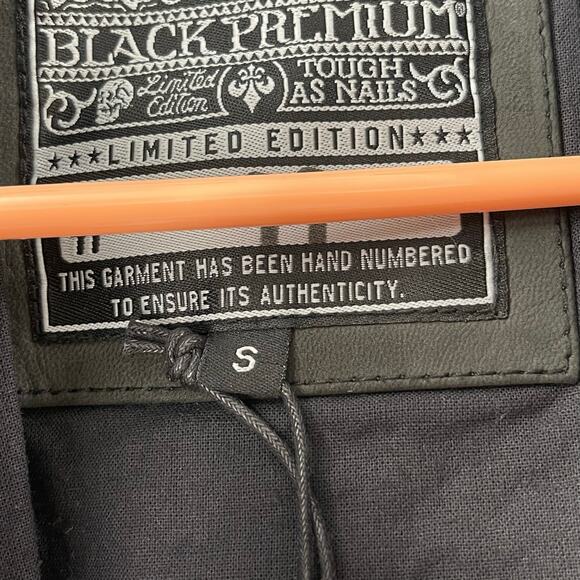 BLACK PREMIUM®
Limited
Edition
TOUGH
AS NAILS
★★★LIMITED EDITION★★★
THIS GARMENT HAS BEEN HAND NUMBERED
TO ENSURE ITS AUTHENTICITY.
S